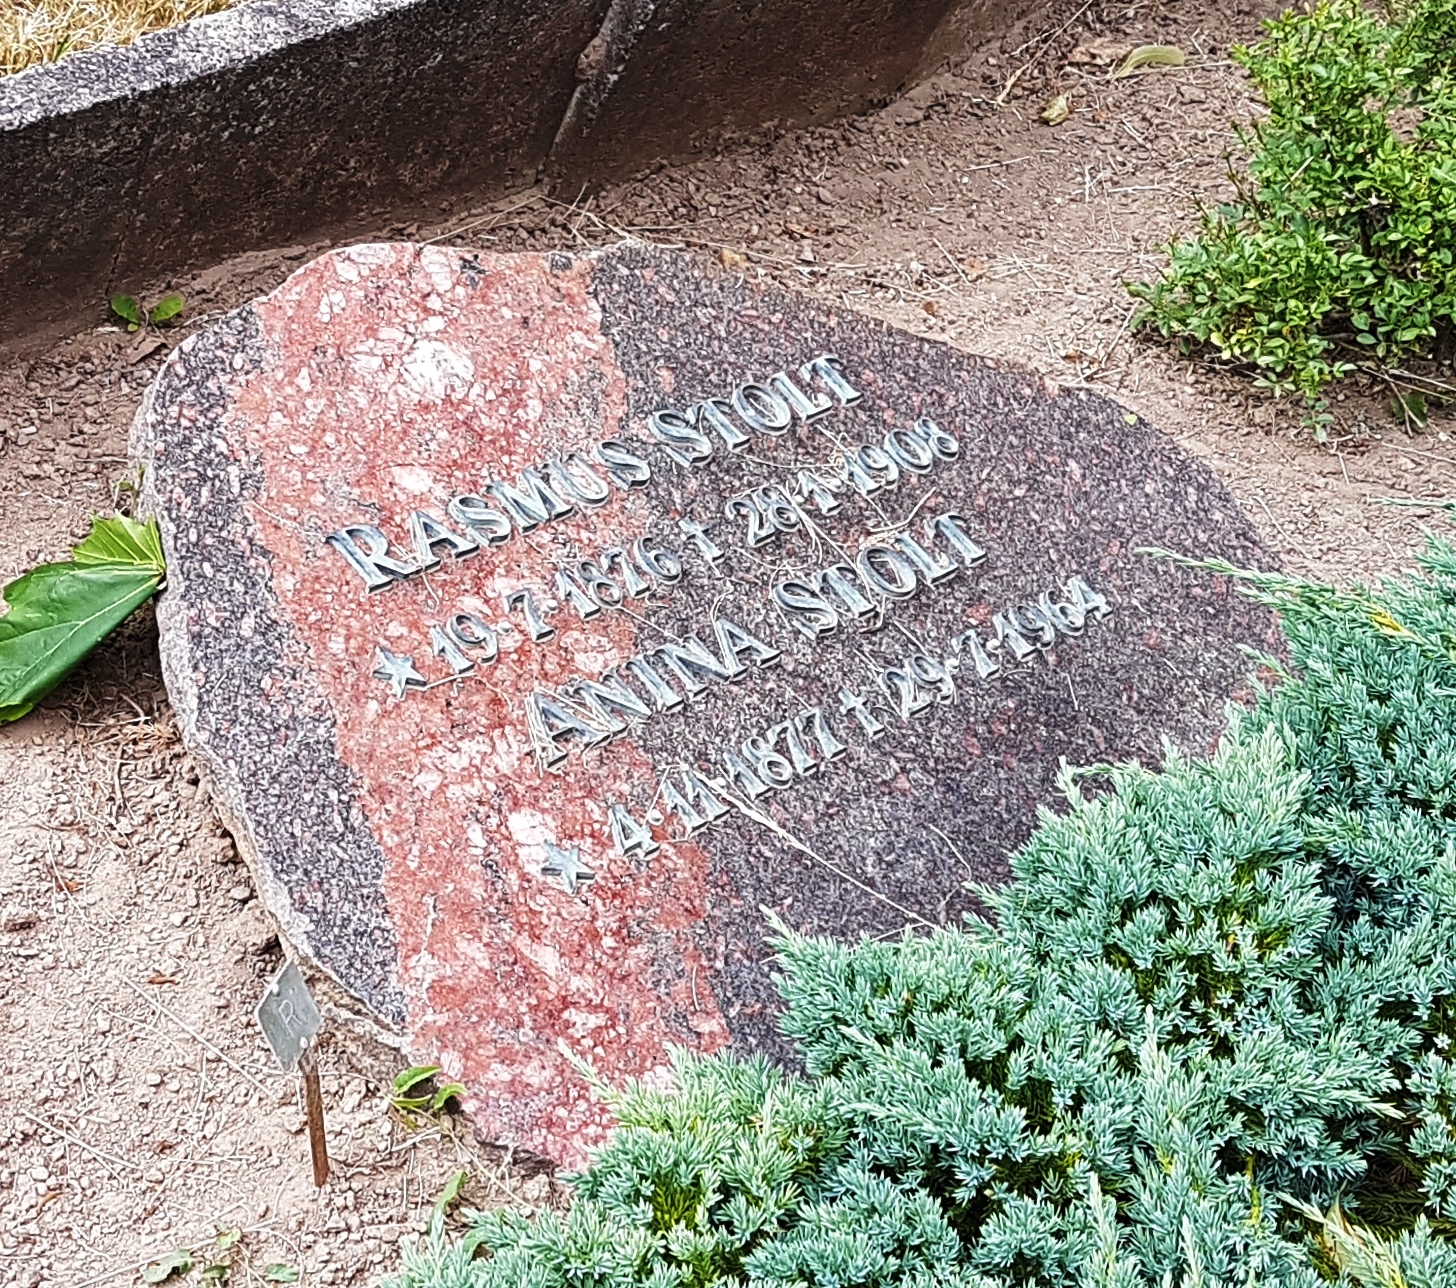 RASMUS STOLT
★ 19·7·1876 † 28·1·1908
ANINA STOLT
★ 4·11·1877 † 29·7·1964
R